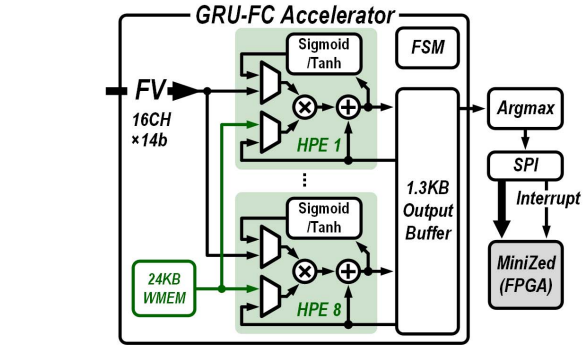 GRU-FC Accelerator
Sigmoid
/Tanh
FSM
FV
16CH
×14b
HPE 1
Argmax
SPI
Interrupt
1.3KB
Output
Buffer
...
Sigmoid
/Tanh
24KB
WMEM
HPE 8
MiniZed
(FPGA)